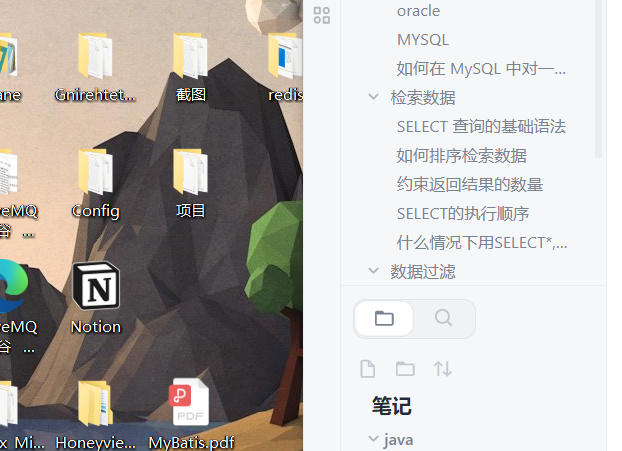 ane
Gnirehtet...
截图
redis
veMQ
谷 ...
Config
项目
veMQ
谷 ...
Notion
x Mi...
Honeyvie...
PDF
MyBatis.pdf
oracle
MYSQL
如何在 MySQL 中对一...
检索数据
SELECT 查询的基础语法
如何排序检索数据
约束返回结果的数量
SELECT的执行顺序
什么情况下用SELECT*,...
数据过滤
笔记
java